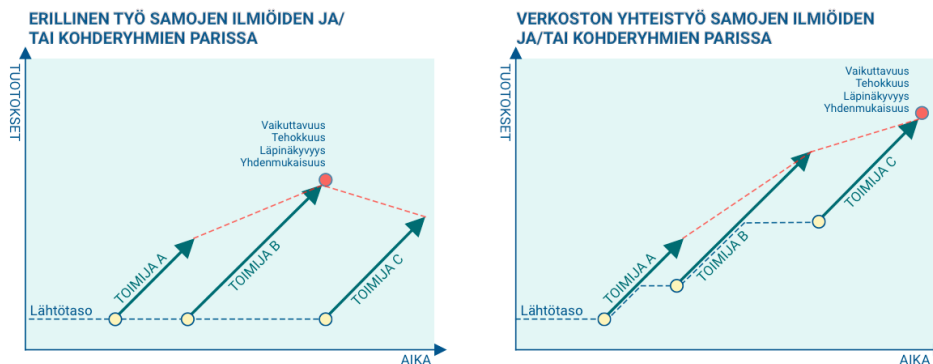 ERILLINEN TYÖ SAMOJEN ILMIÖIDEN JA/
TAI KOHDERYHMIEN PARISSA
TUOTOKSET
Vaikuttavuus
Tehokkuus
Läpinäkyvyys
Yhdenmukaisuus
TOIMIJA A
TOIMIJA B
TOIMIJA C
Lähtötaso
AIKA
VERKOSTON YHTEISTYÖ SAMOJEN ILMIÖIDEN
JA/TAI KOHDERYHMIEN PARISSA
TUOTOKSET
Vaikuttavuus
Tehokkuus
Läpinäkyvyys
Yhdenmukaisuus
TOIMIJA A
TOIMIJA B
TOIMIJA C
Lähtötaso
AIKA